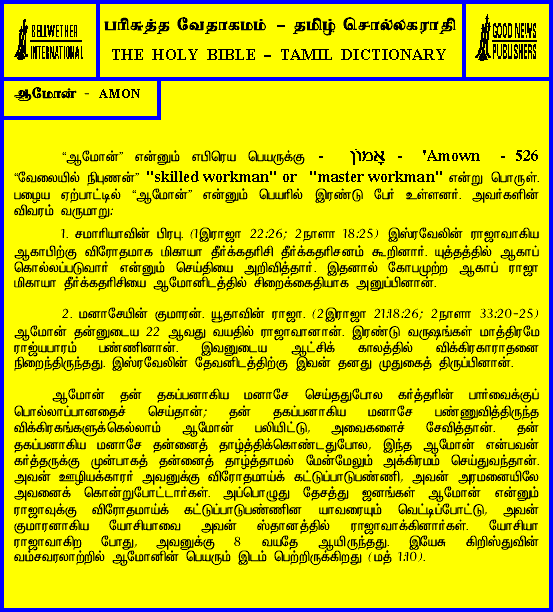 BELLWETHER
INTERNATIONAL
பரிசுத்த வேதாகமம் – தமிழ் சொல்லகராதி
THE HOLY BIBLE – TAMIL DICTIONARY
GOOD NEWS
PUBLISHERS
ஆமோன் - AMON
“ஆமோன்” என்னும் எபிரெய பெயருக்கு - אָמוֹן - 'Amown - 526
“வேலையில் நிபுணன்” "skilled workman" or "master workman" என்று பொருள்.
பழைய ஏற்பாட்டில் “ஆமோன்” என்னும் பெயரில் இரண்டு பேர் உள்ளனர். அவர்களின்
விவரம் வருமாறு;
1. சமாரியாவின் பிரபு. (1இராஜா 22:26; 2நாளா 18:25) இஸ்ரவேலின் ராஜாவாகிய
ஆகாபிற்கு விரோதமாக மிகாயா தீர்க்கதரிசி தீர்க்கதரிசனம் கூறினார். யுத்தத்தில் ஆகாப்
கொல்லப்படுவார் என்னும் செய்தியை அறிவித்தார். இதனால் கோபமுற்ற ஆகாப் ராஜா
மிகாயா தீர்க்கதரிசியை ஆமோனிடத்தில் சிறைக்கைதியாக அனுப்பினான்.
2. மனாசேயின் குமாரன். யூதாவின் ராஜா. (2இராஜா 21:18:26; 2நாளா 33:20-25)
ஆமோன் தன்னுடைய 22 ஆவது வயதில் ராஜாவானான். இரண்டு வருஷங்கள் மாத்திரமே
ராஜ்யபாரம் பண்ணினான். இவனுடைய ஆட்சிக் காலத்தில் விக்கிரகாராதனை
நிறைந்திருந்தது. இஸ்ரவேலின் தேவனிடத்திற்கு இவன் தனது முதுகைத் திருப்பினான்.
ஆமோன் தன் தகப்பனாகிய மனாசே செய்ததுபோல கர்த்தரின் பார்வைக்குப்
பொல்லாப்பானதைச் செய்தான்; தன் தகப்பனாகிய மனாசே பண்ணுவித்திருந்த
விக்கிரகங்களுக்கெல்லாம் ஆமோன் பலியிட்டு, அவைகளைச் சேவித்தான். தன்
தகப்பனாகிய மனாசே தன்னைத் தாழ்த்திக்கொண்டதுபோல, இந்த ஆமோன் என்பவன்
கர்த்தருக்கு முன்பாகத் தன்னைத் தாழ்த்தாமல் மேன்மேலும் அக்கிரமம் செய்துவந்தான்.
அவன் ஊழியக்காரர் அவனுக்கு விரோதமாய்க் கட்டுப்பாடுபண்ணி, அவன் அரமனையிலே
அவனைக் கொன்றுபோட்டார்கள். அப்பொழுது தேசத்து ஜனங்கள் ஆமோன் என்னும்
ராஜாவுக்கு விரோதமாய்க் கட்டுப்பாடுபண்ணின யாவரையும் வெட்டிப்போட்டு, அவன்
குமாரனாகிய யோசியாவை அவன் ஸ்தானத்தில் ராஜாவாக்கினார்கள். யோசியா
ராஜாவாகிற போது, அவனுக்கு 8 வயதே ஆயிருந்தது. இயேசு கிறிஸ்துவின்
வம்சவரலாற்றில் ஆமோனின் பெயரும் இடம் பெற்றிருக்கிறது (மத் 1:10).